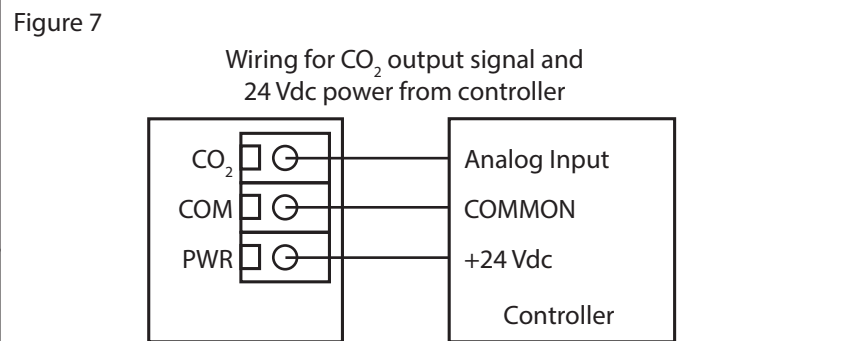 Figure 7
Wiring for CO₂ output signal and
24 Vdc power from controller
CO₂ Analog Input
COM COMMON
PWR +24 Vdc
Controller